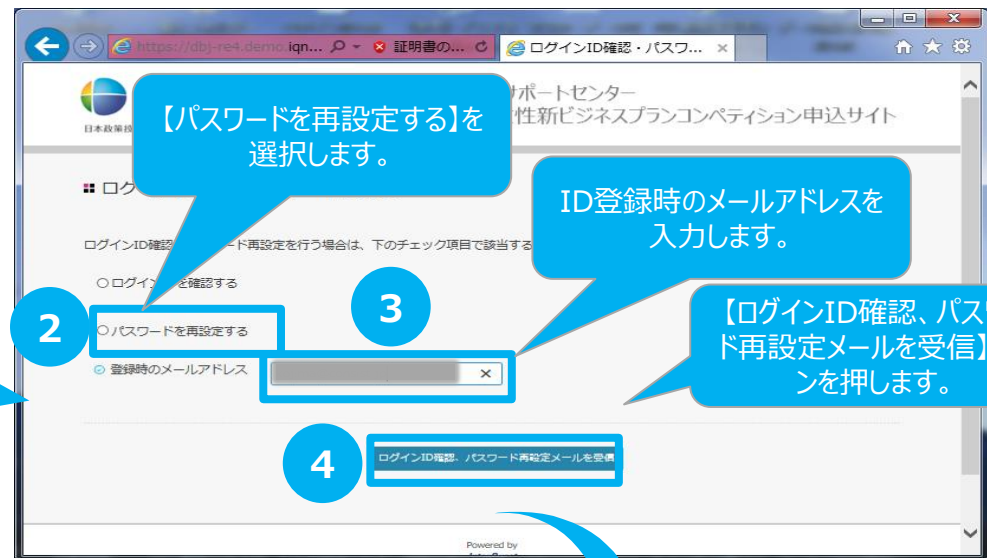 https://dbj-re4.demo.iqn...
証明書の...
ログインID確認・パスワ...
日本政策投
サポートセンター
性新ビジネスプランコンペティション申込サイト
【パスワードを再設定する】を
選択します。
ログ
ID登録時のメールアドレスを
入力します。
ログインID確認
ード再設定を行う場合は、下のチェック項目で該当する
ログイン
を確認する
3
【ログインID確認、パスワ
2
パスワードを再設定する
ド再設定メールを受信】
ンを押します。
登録時のメールアドレス
4
ログインID確認、パスワード再設定メールを受信
Powered by